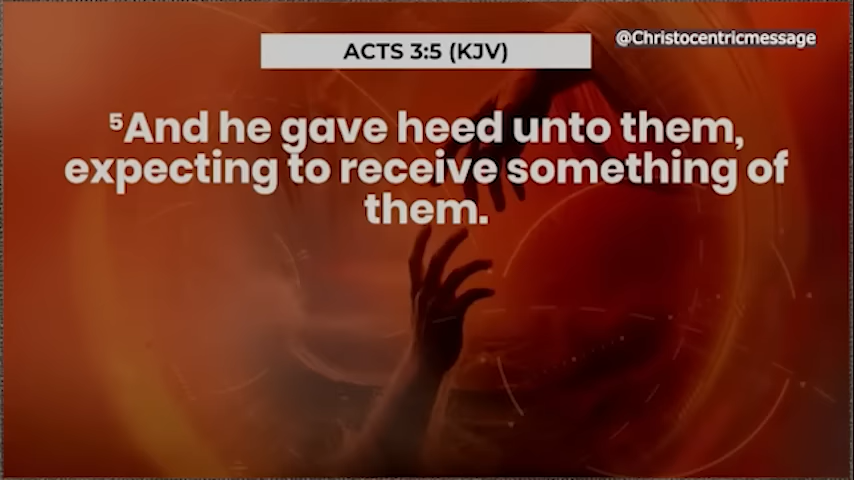 ACTS 3:5 (KJV)
@Christocentricmessage
⁵And he gave heed unto them,
expecting to receive something of
them.